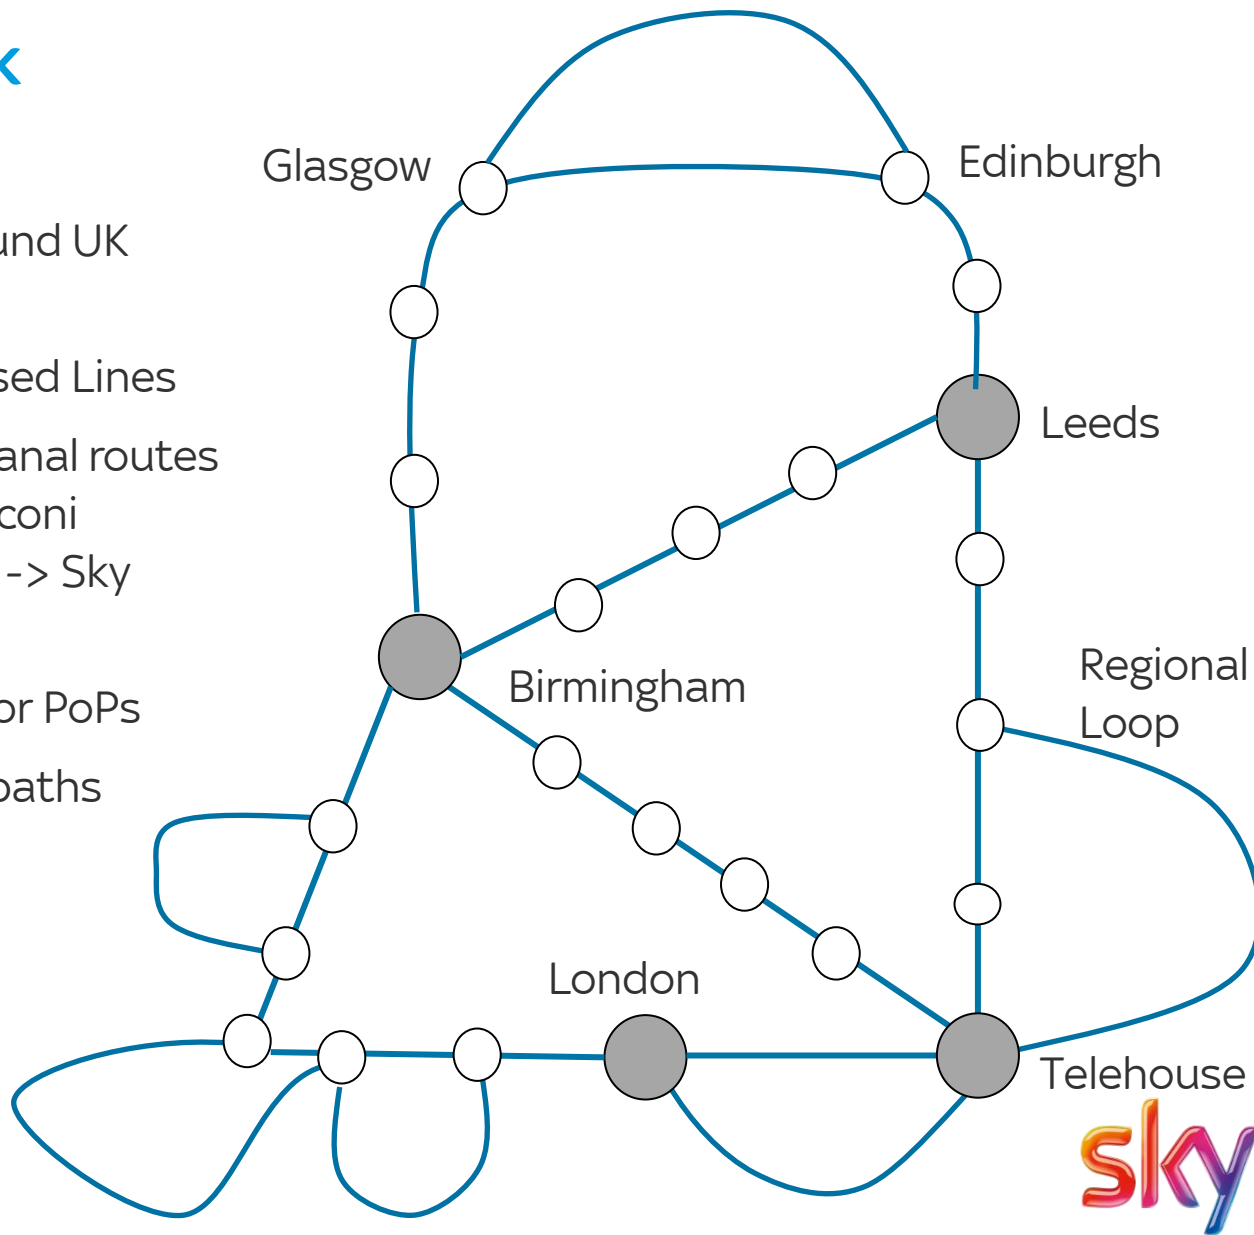 k
und UK
sed Lines
anal routes
coni
-> Sky
or PoPs
paths
Glasgow
Edinburgh
Leeds
Birmingham
Regional
Loop
London
Telehouse
sky